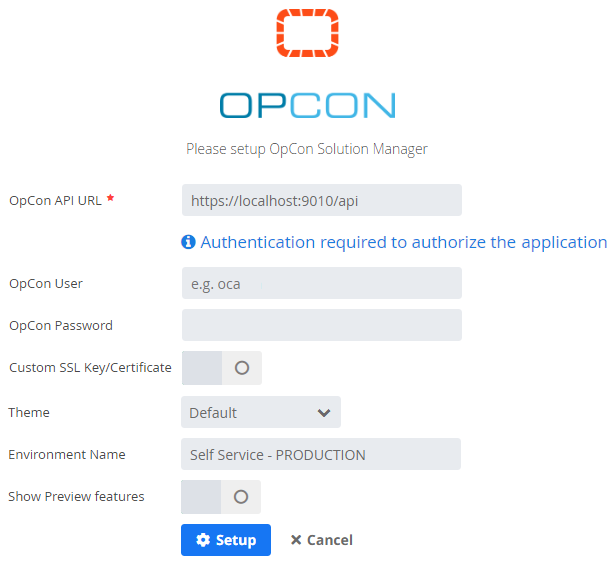 OPCON
Please setup OpCon Solution Manager
OpCon API URL * https://localhost:9010/api
Authentication required to authorize the application
OpCon User e.g. oca
OpCon Password
Custom SSL Key/Certificate
Theme Default
Environment Name Self Service - PRODUCTION
Show Preview features
Setup Cancel